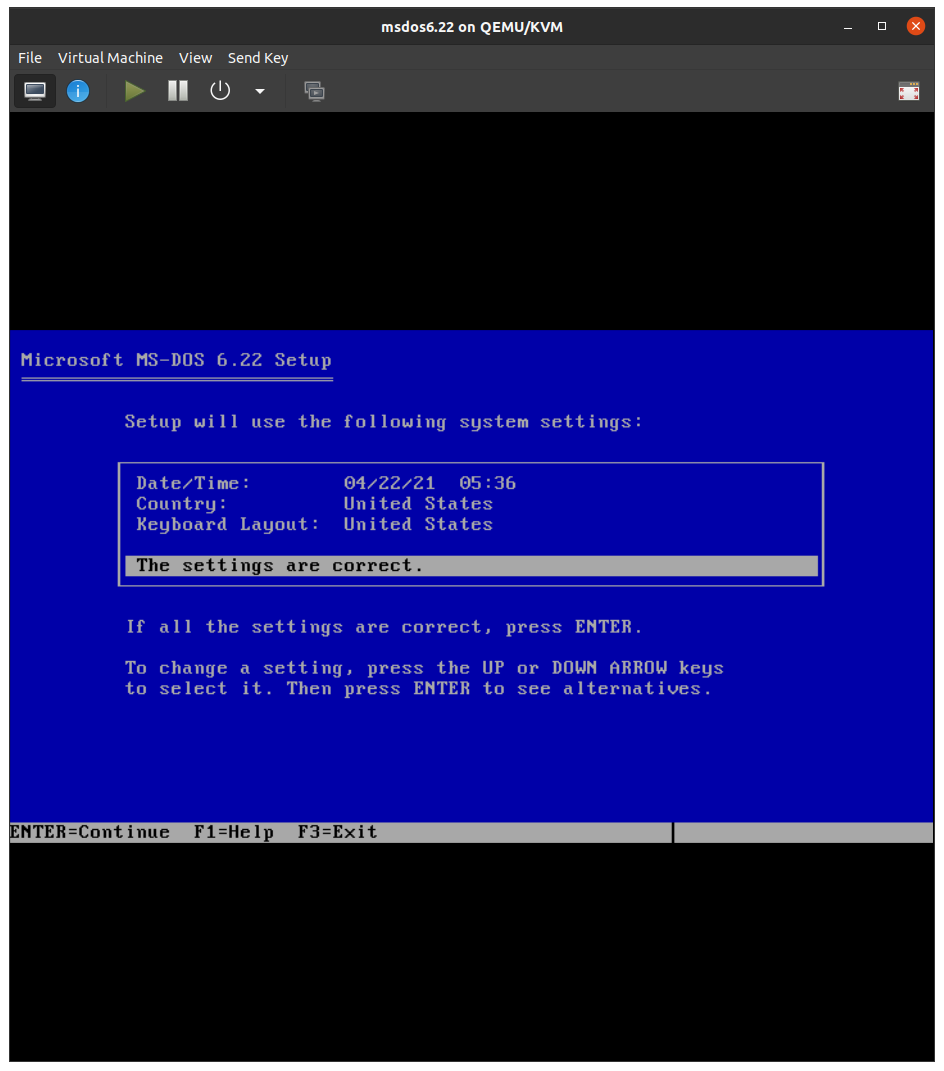 msdos6.22 on QEMU/KVM
File Virtual Machine View Send Key
Microsoft MS-DOS 6.22 Setup
Setup will use the following system settings:
Date/Time: 04/22/21 05:36
Country: United States
Keyboard Layout: United States
The settings are correct.
If all the settings are correct, press ENTER.
To change a setting, press the UP or DOWN ARROW keys
to select it. Then press ENTER to see alternatives.
ENTER=Continue F1=Help F3=Exit